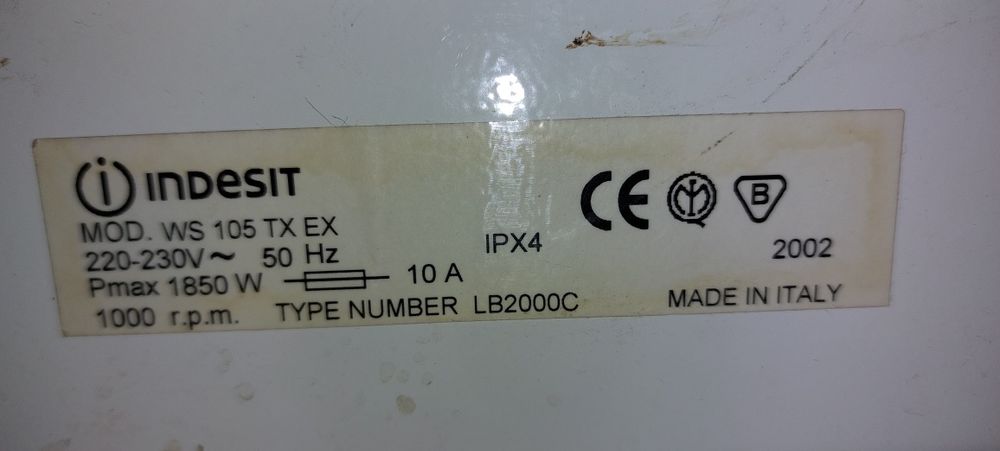 INDESIT
MOD. WS 105 TX EX
220-230V ~ 50 Hz
Pmax 1850 W 10 A
1000 r.p.m. TYPE NUMBER LB2000C
IPX4
CE
B
2002
MADE IN ITALY